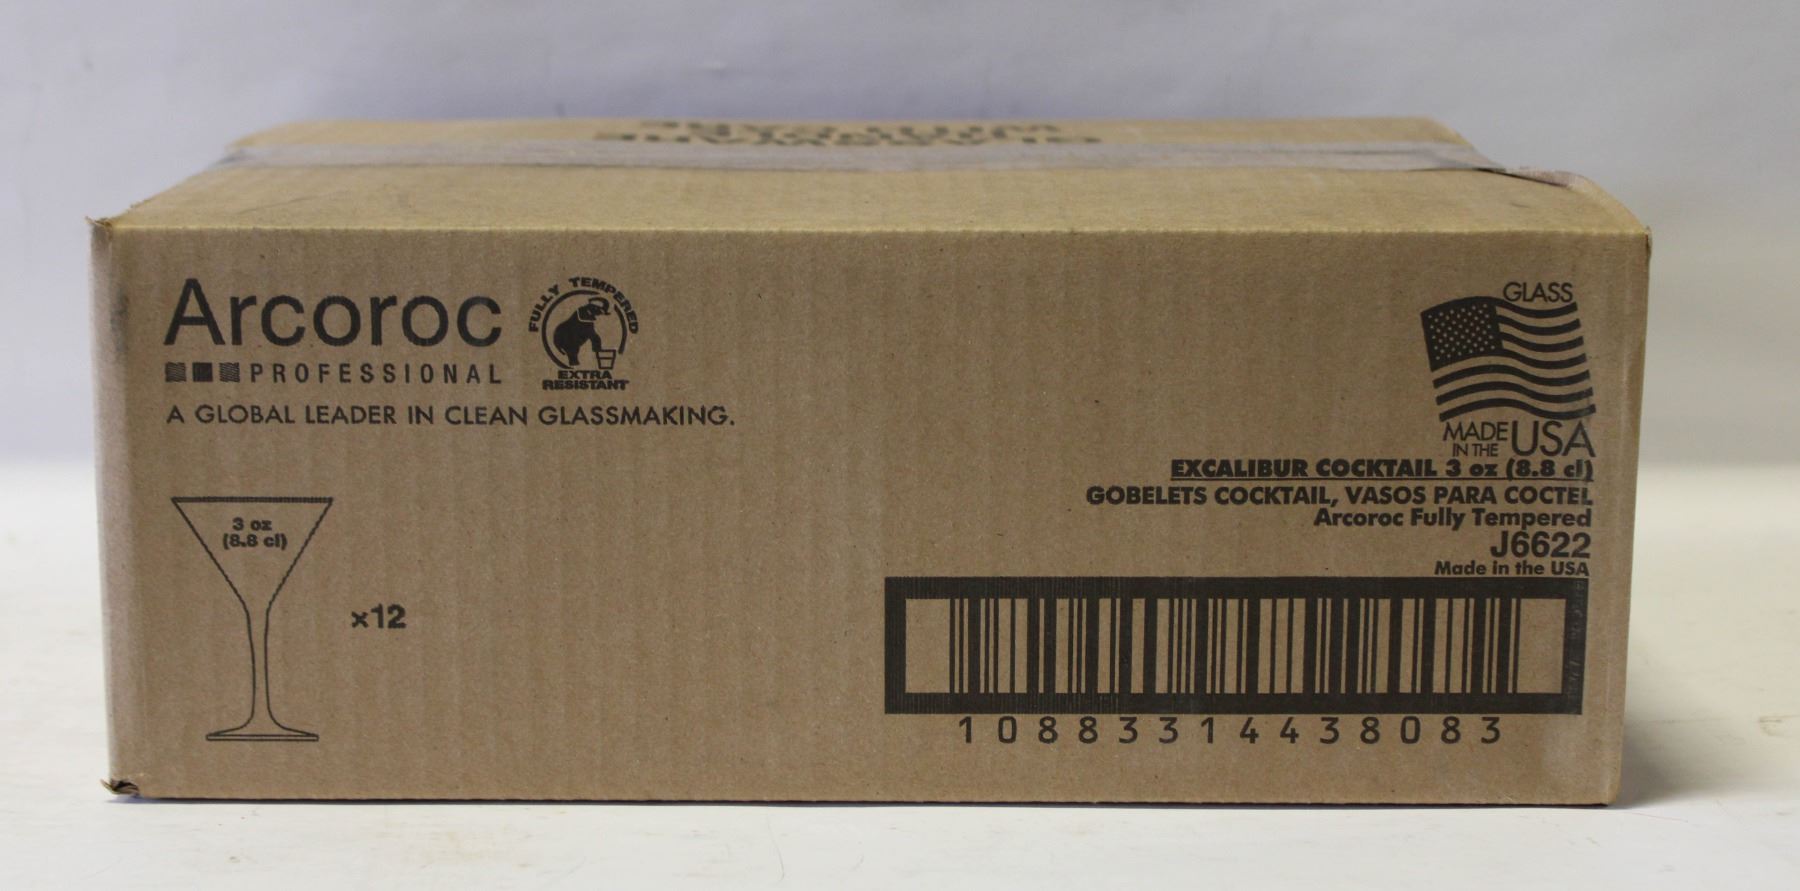 Arcoroc
PROFESSIONAL
FULLY TEMPERED
EXTRA
RESISTANT
A GLOBAL LEADER IN CLEAN GLASSMAKING.
3 oz
(8.8 cl)
x12
GLASS
MADE
IN THE
USA
EXCALIBUR COCKTAIL 3 oz (8.8 cl)
GOBELETS COCKTAIL, VASOS PARA COCTEL
Arcoroc Fully Tempered
J6622
Made in the USA
10883314438083